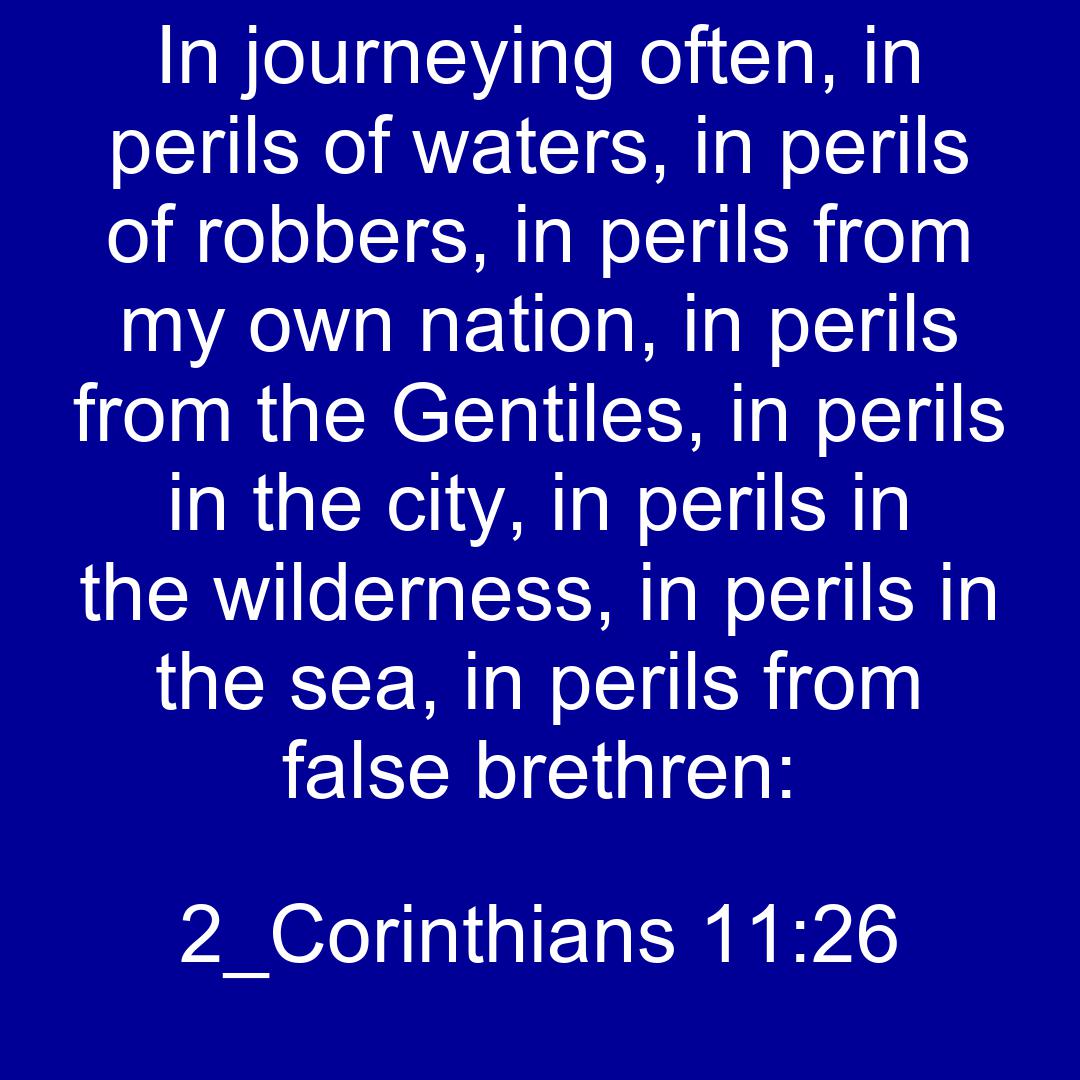 In journeying often, in
perils of waters, in perils
of robbers, in perils from
my own nation, in perils
from the Gentiles, in perils
in the city, in perils in
the wilderness, in perils in
the sea, in perils from
false brethren:
2_Corinthians 11:26